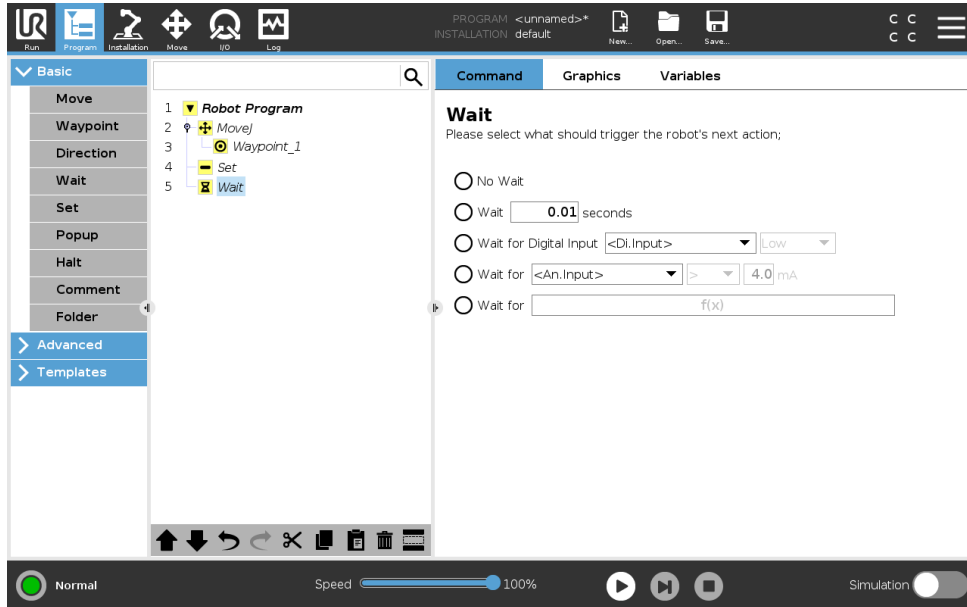 PROGRAM <unnamed>*
INSTALLATION default
C C
C C
Run Program Installation Move I/O Log New... Open... Save...
Basic
Move
Waypoint
Direction
Wait
Set
Popup
Halt
Comment
Folder
Advanced
Templates
1 Robot Program
2 MoveJ
3 Waypoint_1
4 Set
5 Wait
Command Graphics Variables
Wait
Please select what should trigger the robot's next action;
No Wait
Wait 0.01 seconds
Wait for Digital Input <Di.Input> Low
Wait for <An.Input> > 4.0 mA
Wait for f(x)
Normal Speed 100% Simulation